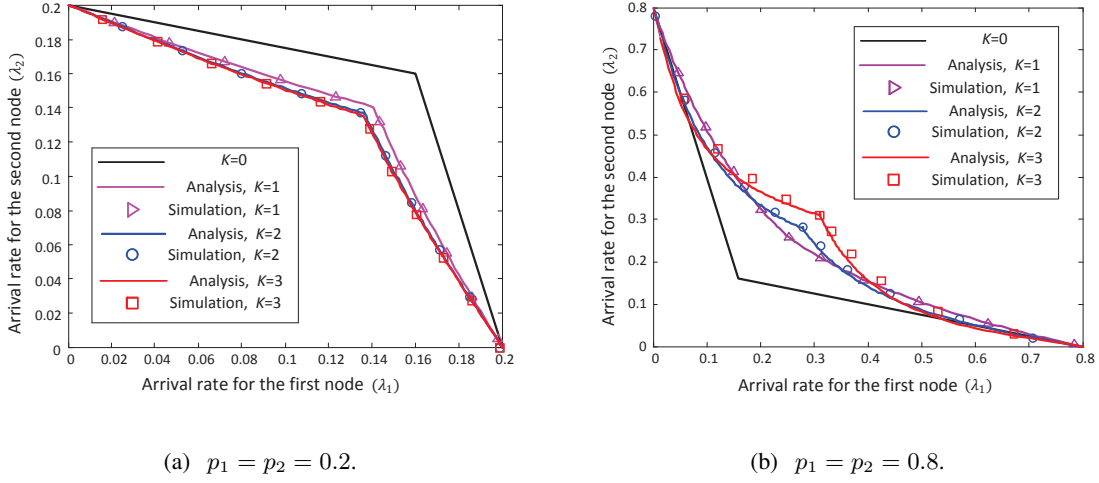 0.2
0.18
0.16
0.14
0.12
0.1
0.08
0.06
0.04
0.02
0
Arrival rate for the second node (λ₂)
K=0
Analysis, K=1
Simulation, K=1
Analysis, K=2
Simulation, K=2
Analysis, K=3
Simulation, K=3
0 0.02 0.04 0.06 0.08 0.1 0.12 0.14 0.16 0.18 0.2
Arrival rate for the first node (λ₁)
(a) p₁ = p₂ = 0.2.
0.8
0.7
0.6
0.5
0.4
0.3
0.2
0.1
0
Arrival rate for the second node (λ₂)
K=0
Analysis, K=1
Simulation, K=1
Analysis, K=2
Simulation, K=2
Analysis, K=3
Simulation, K=3
0 0.1 0.2 0.3 0.4 0.5 0.6 0.7 0.8
Arrival rate for the first node (λ₁)
(b) p₁ = p₂ = 0.8.